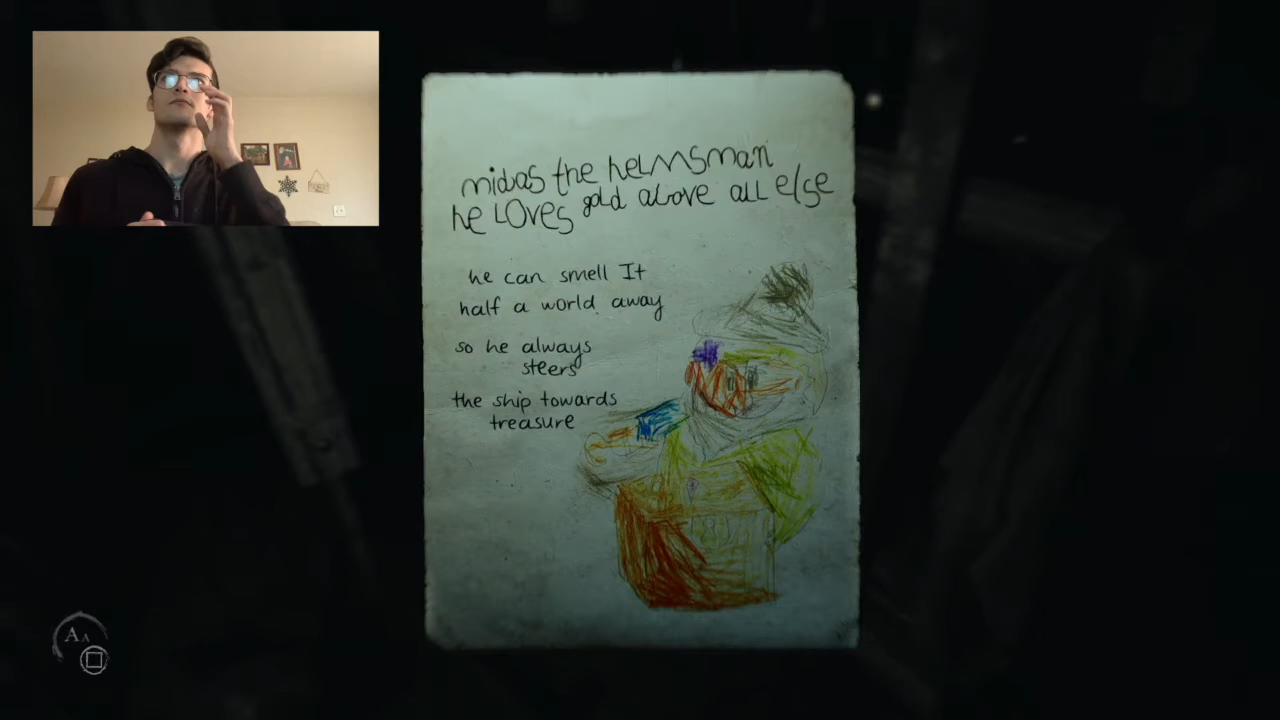 midas the helmsman
he LOVES gold above all else
he can smell It
half a world away
so he always
steers
the ship towards
treasure
AA